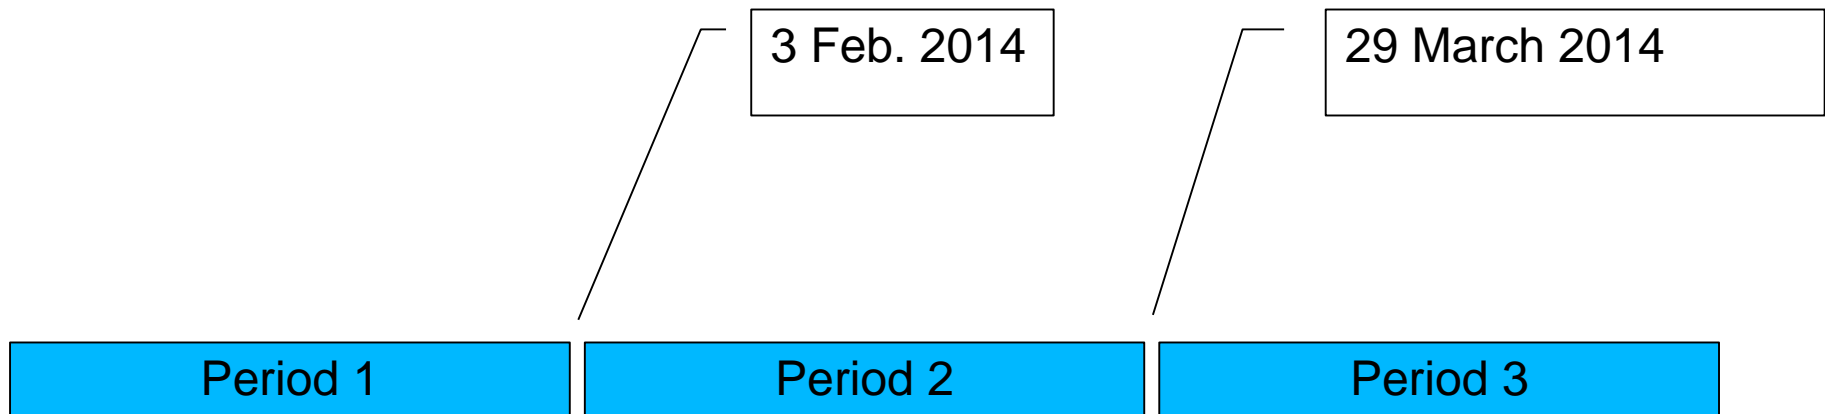 3 Feb. 2014
29 March 2014
Period 1
Period 2
Period 3